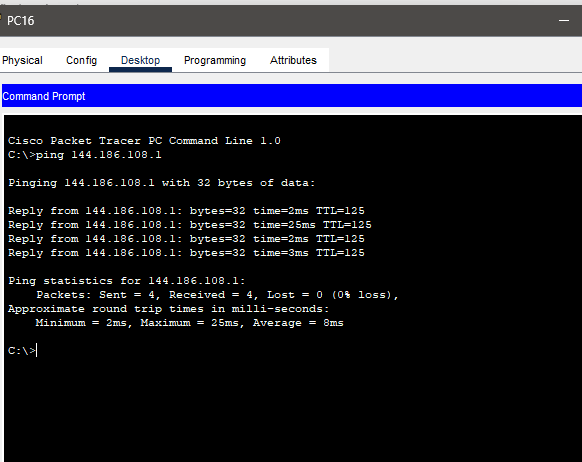 PC16
Physical Config Desktop Programming Attributes
Command Prompt
Cisco Packet Tracer PC Command Line 1.0
C:\>ping 144.186.108.1
Pinging 144.186.108.1 with 32 bytes of data:
Reply from 144.186.108.1: bytes=32 time=2ms TTL=125
Reply from 144.186.108.1: bytes=32 time=25ms TTL=125
Reply from 144.186.108.1: bytes=32 time=2ms TTL=125
Reply from 144.186.108.1: bytes=32 time=3ms TTL=125
Ping statistics for 144.186.108.1:
Packets: Sent = 4, Received = 4, Lost = 0 (0% loss),
Approximate round trip times in milli-seconds:
Minimum = 2ms, Maximum = 25ms, Average = 8ms
C:\>